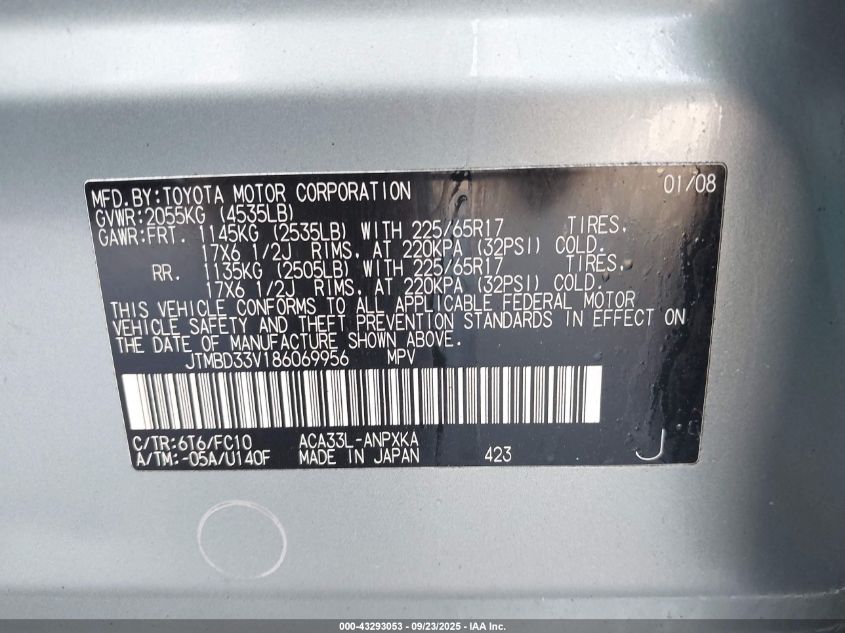 MFD.BY:TOYOTA MOTOR CORPORATION 01/08
GVWR:2055KG (4535LB)
GAWR:FRT. 1145KG (2535LB) WITH 225/65R17 TIRES,
17X6 1/2J RIMS, AT 220KPA (32PSI) COLD.
RR. 1135KG (2505LB) WITH 225/65R17 TIRES,
17X6 1/2J RIMS, AT 220KPA (32PSI) COLD.
THIS VEHICLE CONFORMS TO ALL APPLICABLE FEDERAL MOTOR
VEHICLE SAFETY AND THEFT PREVENTION STANDARDS IN EFFECT ON
THE DATE OF MANUFACTURE SHOWN ABOVE.
JTMBD33V186069956 MPV
C/TR:6T6/FC10 ACA33L-ANPXKA
A/TM:-05A/U140F MADE IN JAPAN 423 J
000-43293053 - 09/23/2025 - IAA Inc.